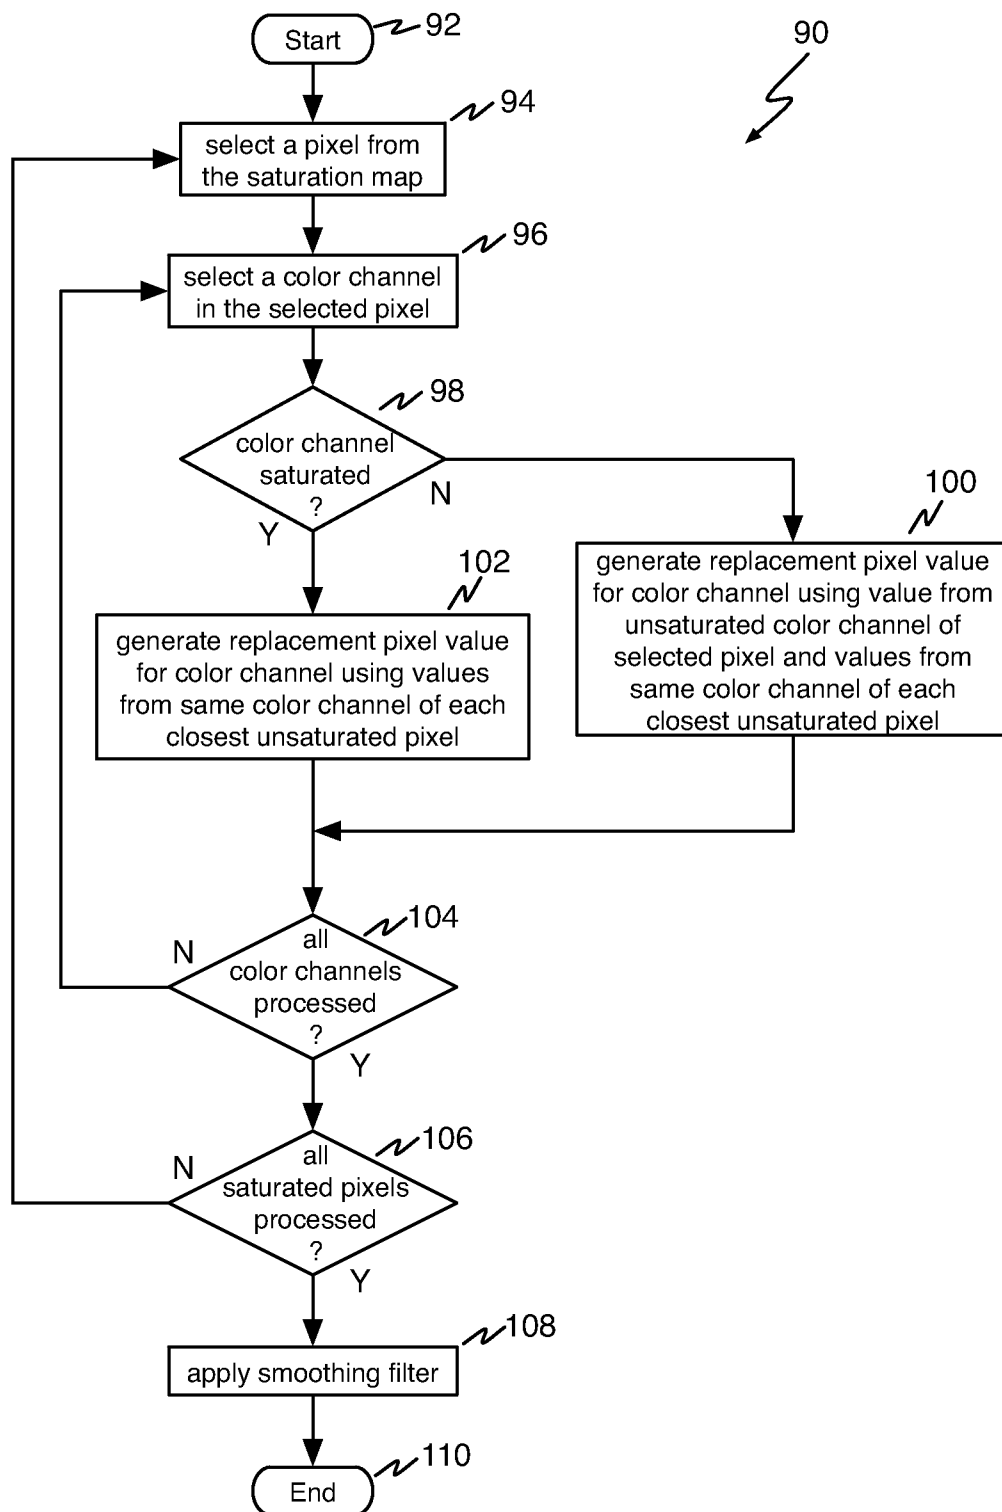 Start
92
90
94
select a pixel from
the saturation map
96
select a color channel
in the selected pixel
98
color channel
saturated
?
N
Y
100
generate replacement pixel value
for color channel using value from
unsaturated color channel of
selected pixel and values from
same color channel of each
closest unsaturated pixel
102
generate replacement pixel value
for color channel using values
from same color channel of each
closest unsaturated pixel
104
all
color channels
processed
?
N
Y
106
all
saturated pixels
processed
?
N
Y
108
apply smoothing filter
110
End